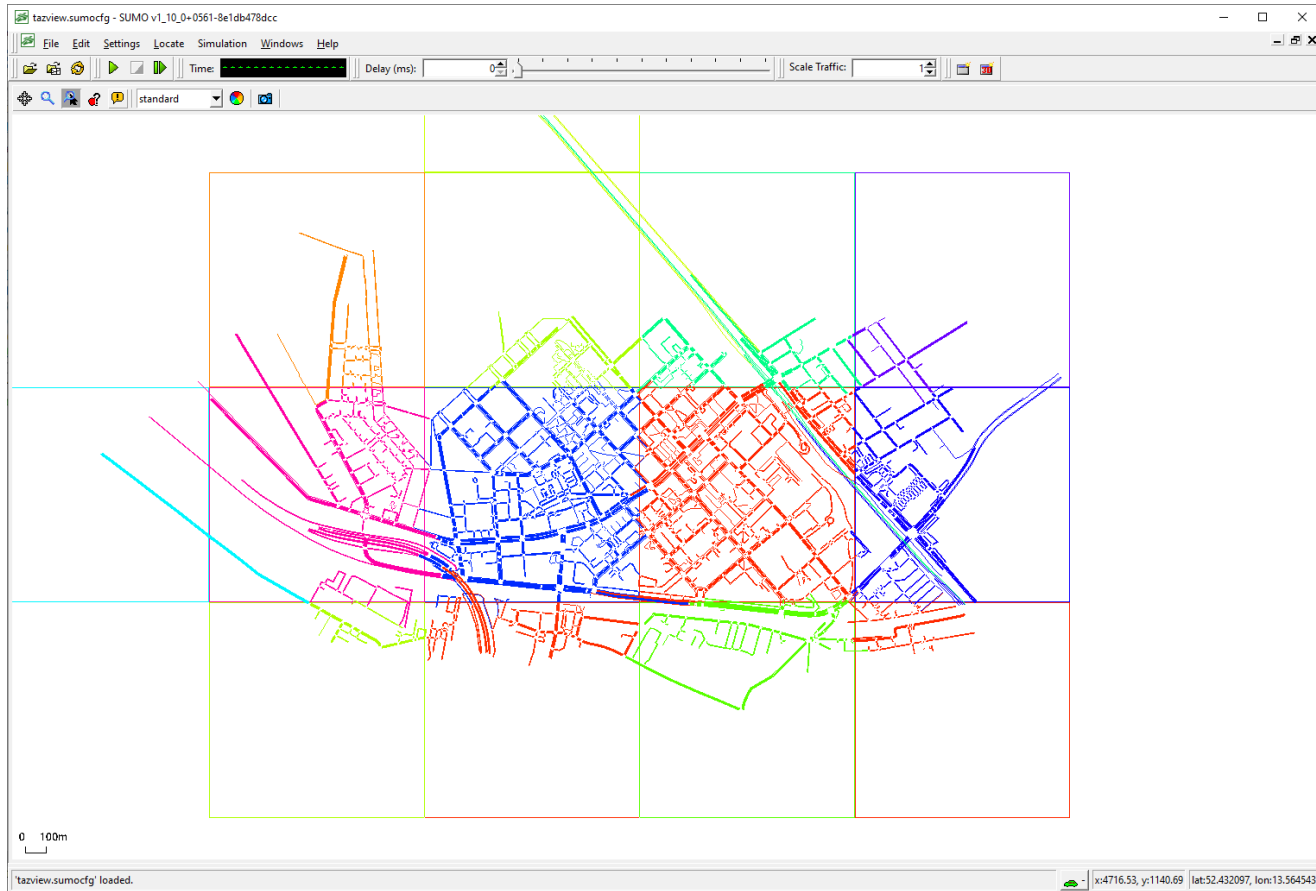 tazview.sumocfg - SUMO v1_10_0+0561-8e1db478dcc
File Edit Settings Locate Simulation Windows Help
Time: Delay (ms): 0 Scale Traffic: 1
standard
0 100m
'tazview.sumocfg' loaded. x:4716.53, y:1140.69 lat:52.432097, lon:13.564543